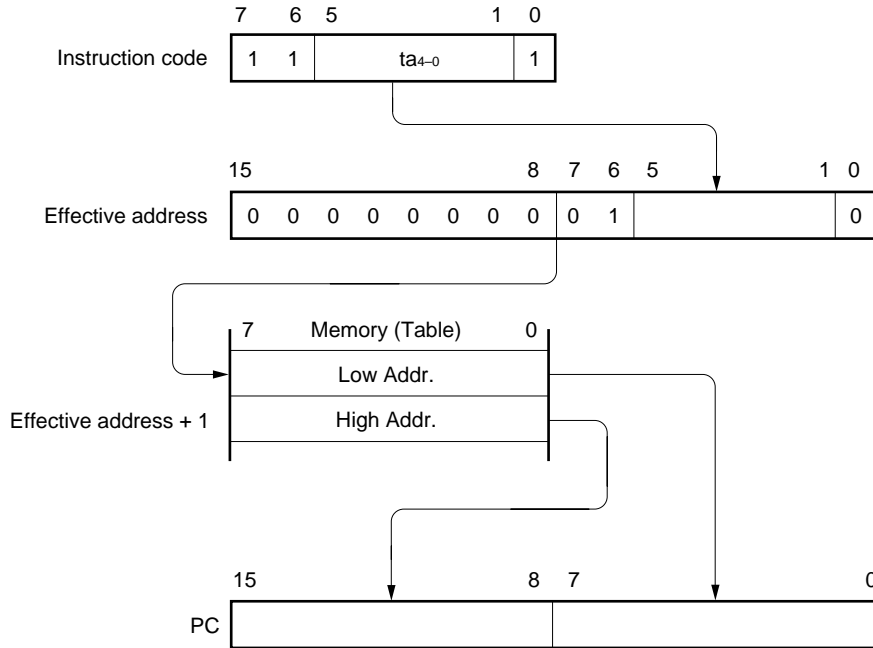 7 6 5 1 0
Instruction code 1 1 ta4–0 1
15 8 7 6 5 1 0
Effective address 0 0 0 0 0 0 0 0 0 1 0
7 Memory (Table) 0
Low Addr.
Effective address + 1 High Addr.
15 8 7 0
PC